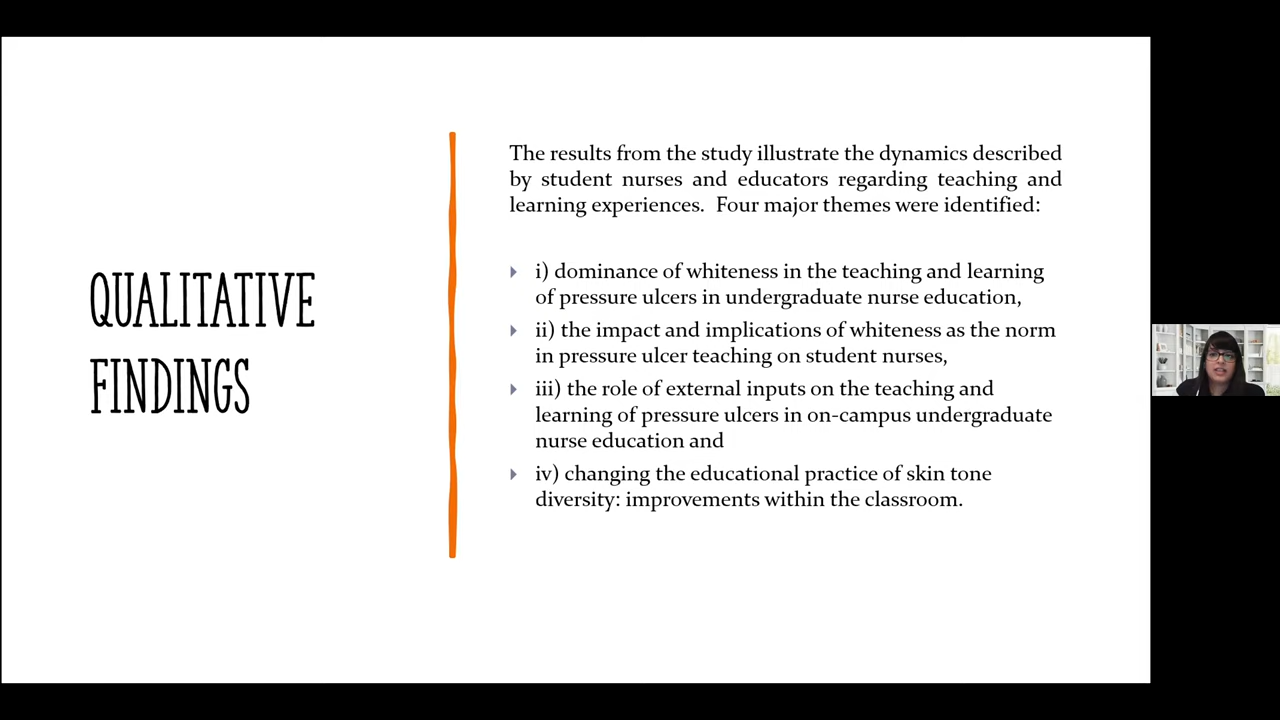 QUALITATIVE
FINDINGS
The results from the study illustrate the dynamics described
by student nurses and educators regarding teaching and
learning experiences. Four major themes were identified:
i) dominance of whiteness in the teaching and learning
of pressure ulcers in undergraduate nurse education,
ii) the impact and implications of whiteness as the norm
in pressure ulcer teaching on student nurses,
iii) the role of external inputs on the teaching and
learning of pressure ulcers in on-campus undergraduate
nurse education and
iv) changing the educational practice of skin tone
diversity: improvements within the classroom.